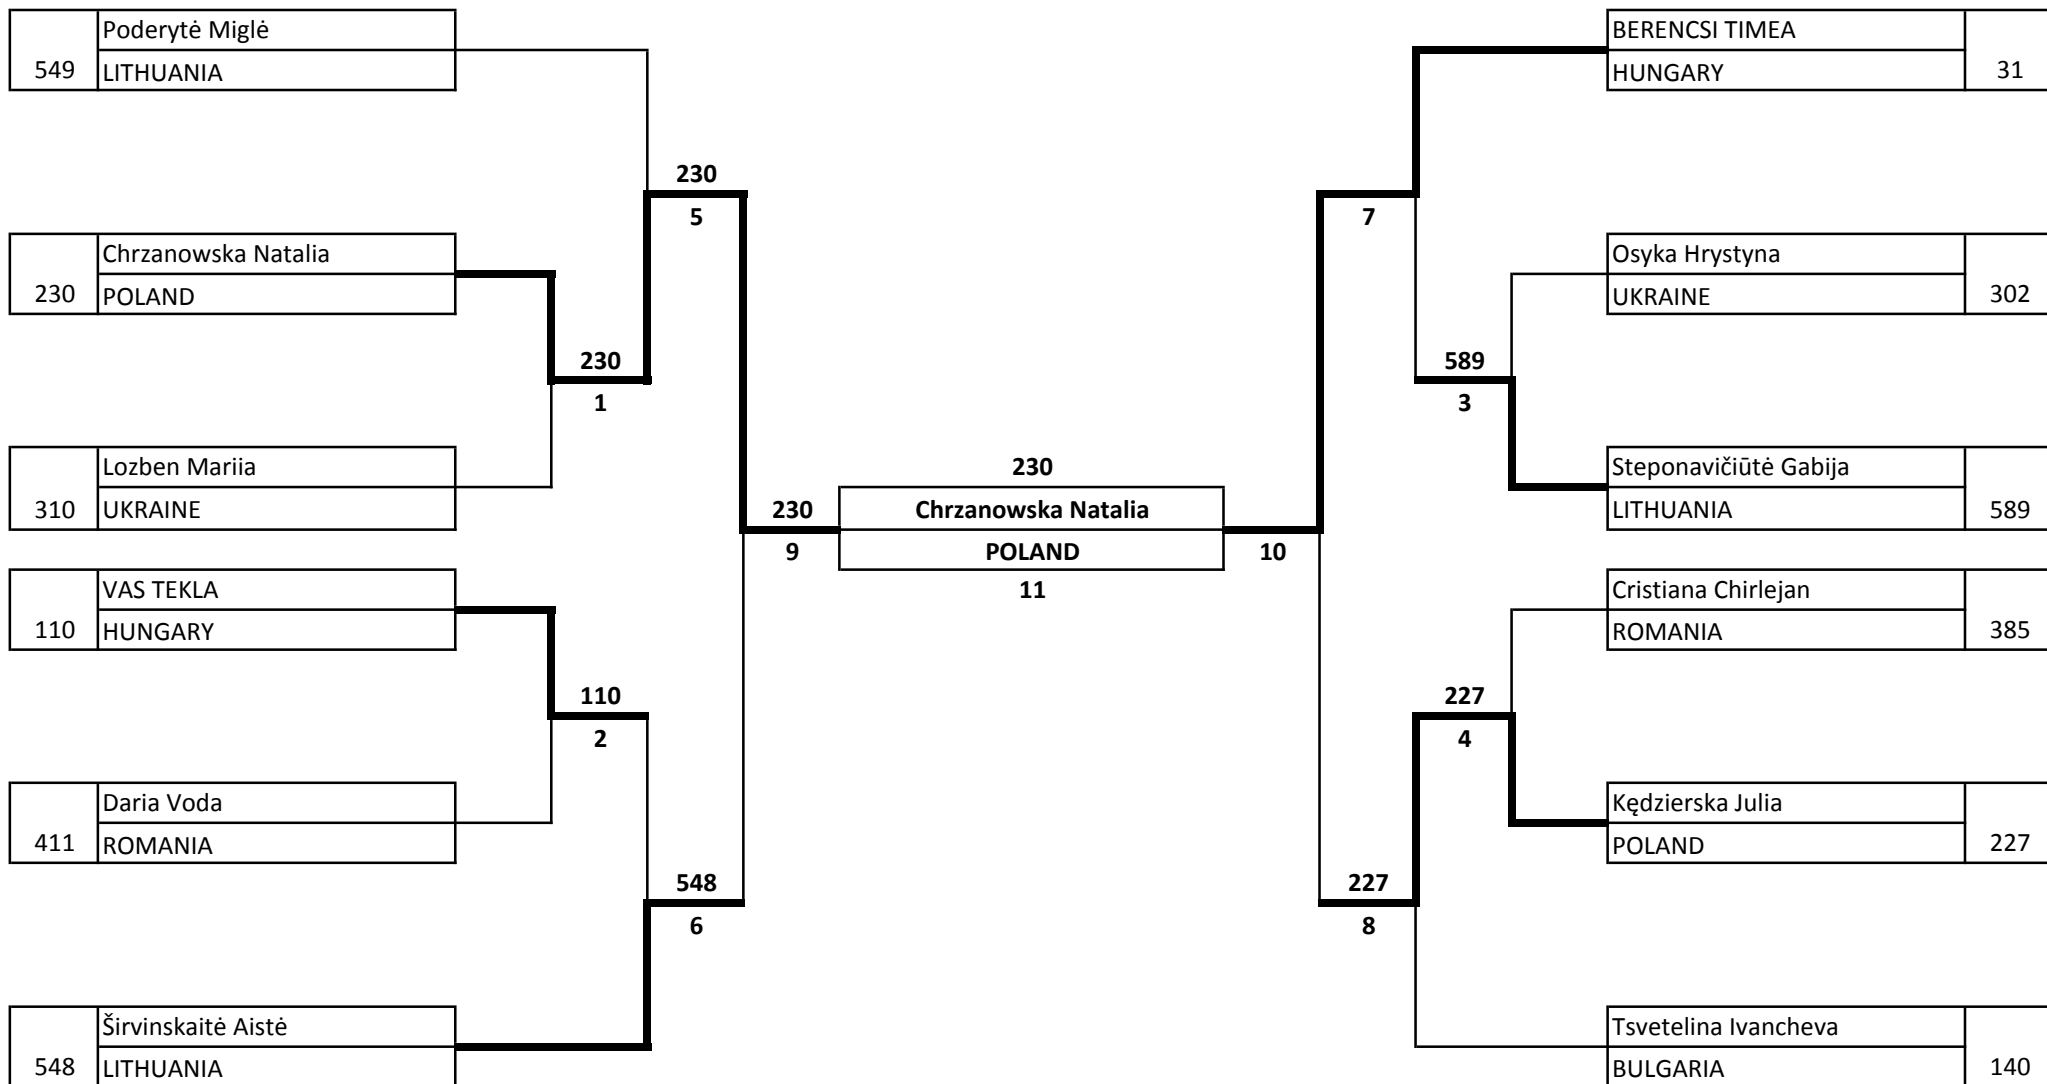 Poderytė Miglė
549 LITHUANIA
BERENCSI TIMEA
HUNGARY 31
230
5
7
Chrzanowska Natalia
230 POLAND
Osyka Hrystyna
UKRAINE 302
230
1
589
3
Lozben Mariia
310 UKRAINE
230
Chrzanowska Natalia
POLAND
11
230
9
10
Steponavičiūtė Gabija
LITHUANIA 589
VAS TEKLA
110 HUNGARY
Cristiana Chirlejan
ROMANIA 385
110
2
227
4
Daria Voda
411 ROMANIA
Kędzierska Julia
POLAND 227
548
6
227
8
Širvinskaitė Aistė
548 LITHUANIA
Tsvetelina Ivancheva
BULGARIA 140